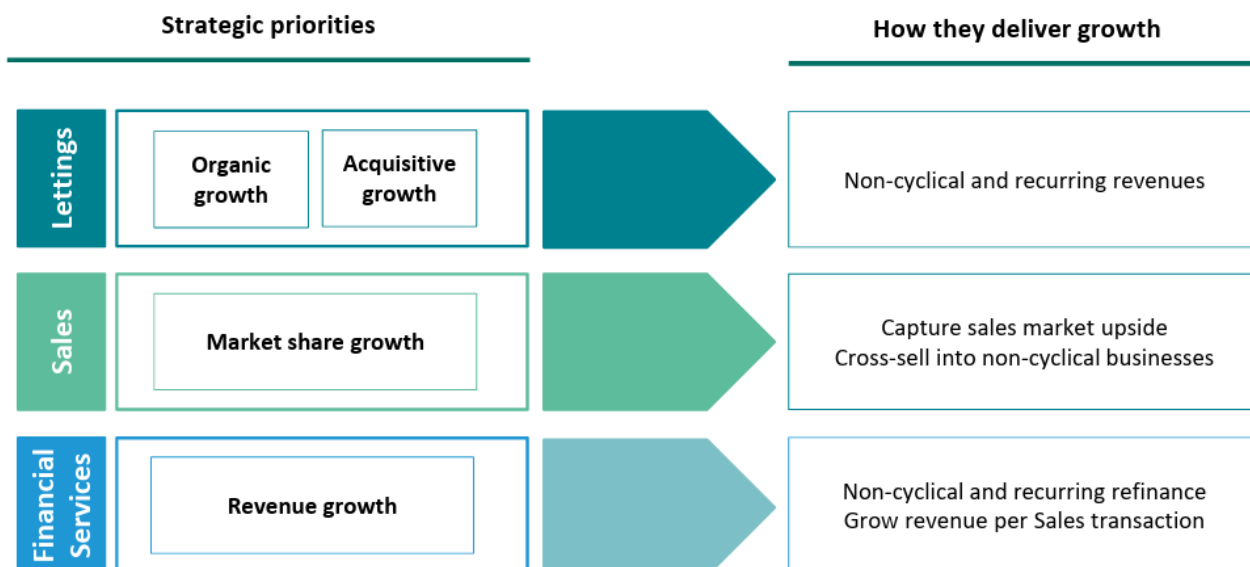 Strategic priorities
How they deliver growth
Lettings
Organic
growth
Acquisitive
growth
Non-cyclical and recurring revenues
Sales
Market share growth
Capture sales market upside
Cross-sell into non-cyclical businesses
Financial
Services
Revenue growth
Non-cyclical and recurring refinance
Grow revenue per Sales transaction